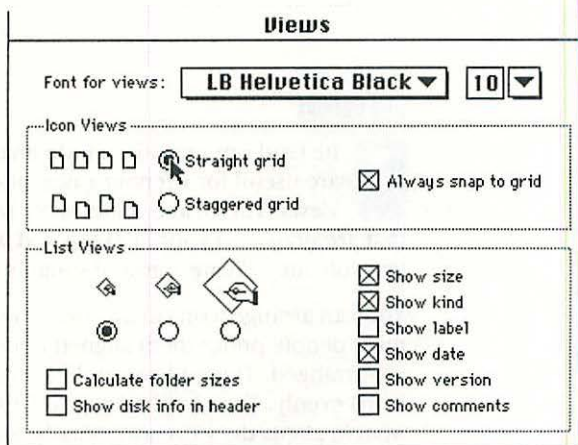 Views
Font for views: LB Helvetica Black 10
Icon Views
Straight grid
Always snap to grid
Staggered grid
List Views
Show size
Show kind
Show label
Show date
Calculate folder sizes
Show version
Show disk info in header
Show comments